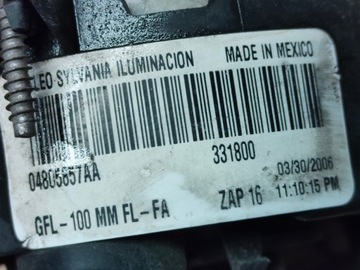 LEO SYLVANIA ILUMINACION MADE IN MEXICO
331800 03/30/2006
GFL-100 MM FL-FA ZAP 16 11:10:15 PM